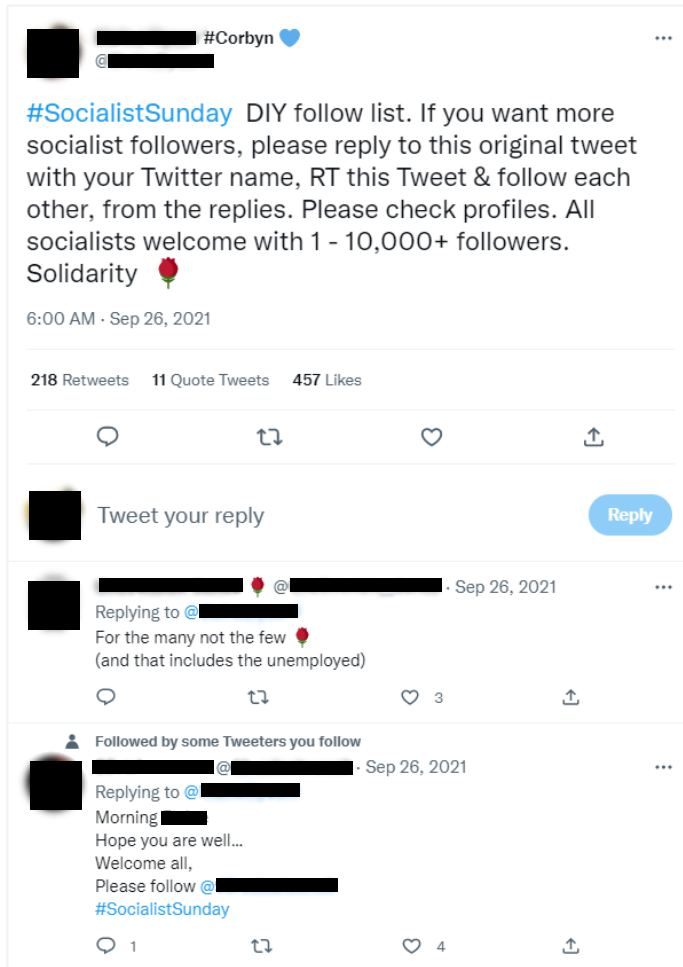 #Corbyn 💙
@
#SocialistSunday DIY follow list. If you want more
socialist followers, please reply to this original tweet
with your Twitter name, RT this Tweet & follow each
other, from the replies. Please check profiles. All
socialists welcome with 1 - 10,000+ followers.
Solidarity 🌹
6:00 AM · Sep 26, 2021
218 Retweets 11 Quote Tweets 457 Likes
Tweet your reply
Reply
🌹 @ · Sep 26, 2021
Replying to @
For the many not the few 🌹
(and that includes the unemployed)
3
Followed by some Tweeters you follow
@ · Sep 26, 2021
Replying to @
Morning
Hope you are well...
Welcome all,
Please follow @
#SocialistSunday
1 4